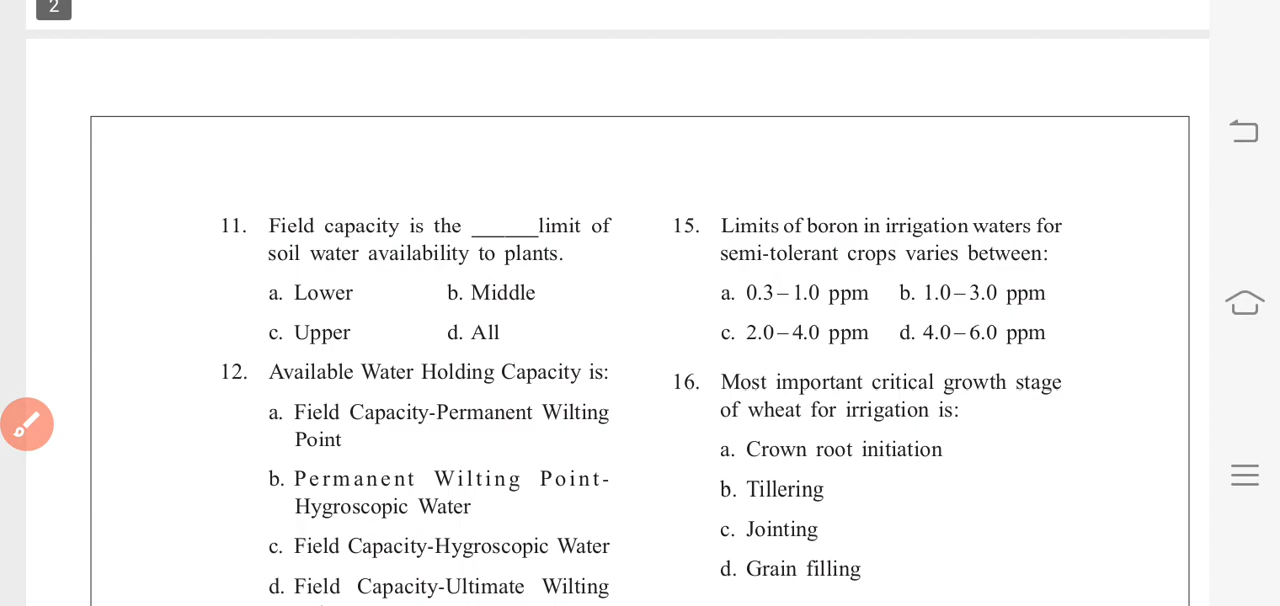 2
11. Field capacity is the ______limit of
soil water availability to plants.
a. Lower b. Middle
c. Upper d. All
12. Available Water Holding Capacity is:
a. Field Capacity-Permanent Wilting
Point
b. Permanent Wilting Point-
Hygroscopic Water
c. Field Capacity-Hygroscopic Water
d. Field Capacity-Ultimate Wilting
15. Limits of boron in irrigation waters for
semi-tolerant crops varies between:
a. 0.3–1.0 ppm b. 1.0–3.0 ppm
c. 2.0–4.0 ppm d. 4.0–6.0 ppm
16. Most important critical growth stage
of wheat for irrigation is:
a. Crown root initiation
b. Tillering
c. Jointing
d. Grain filling